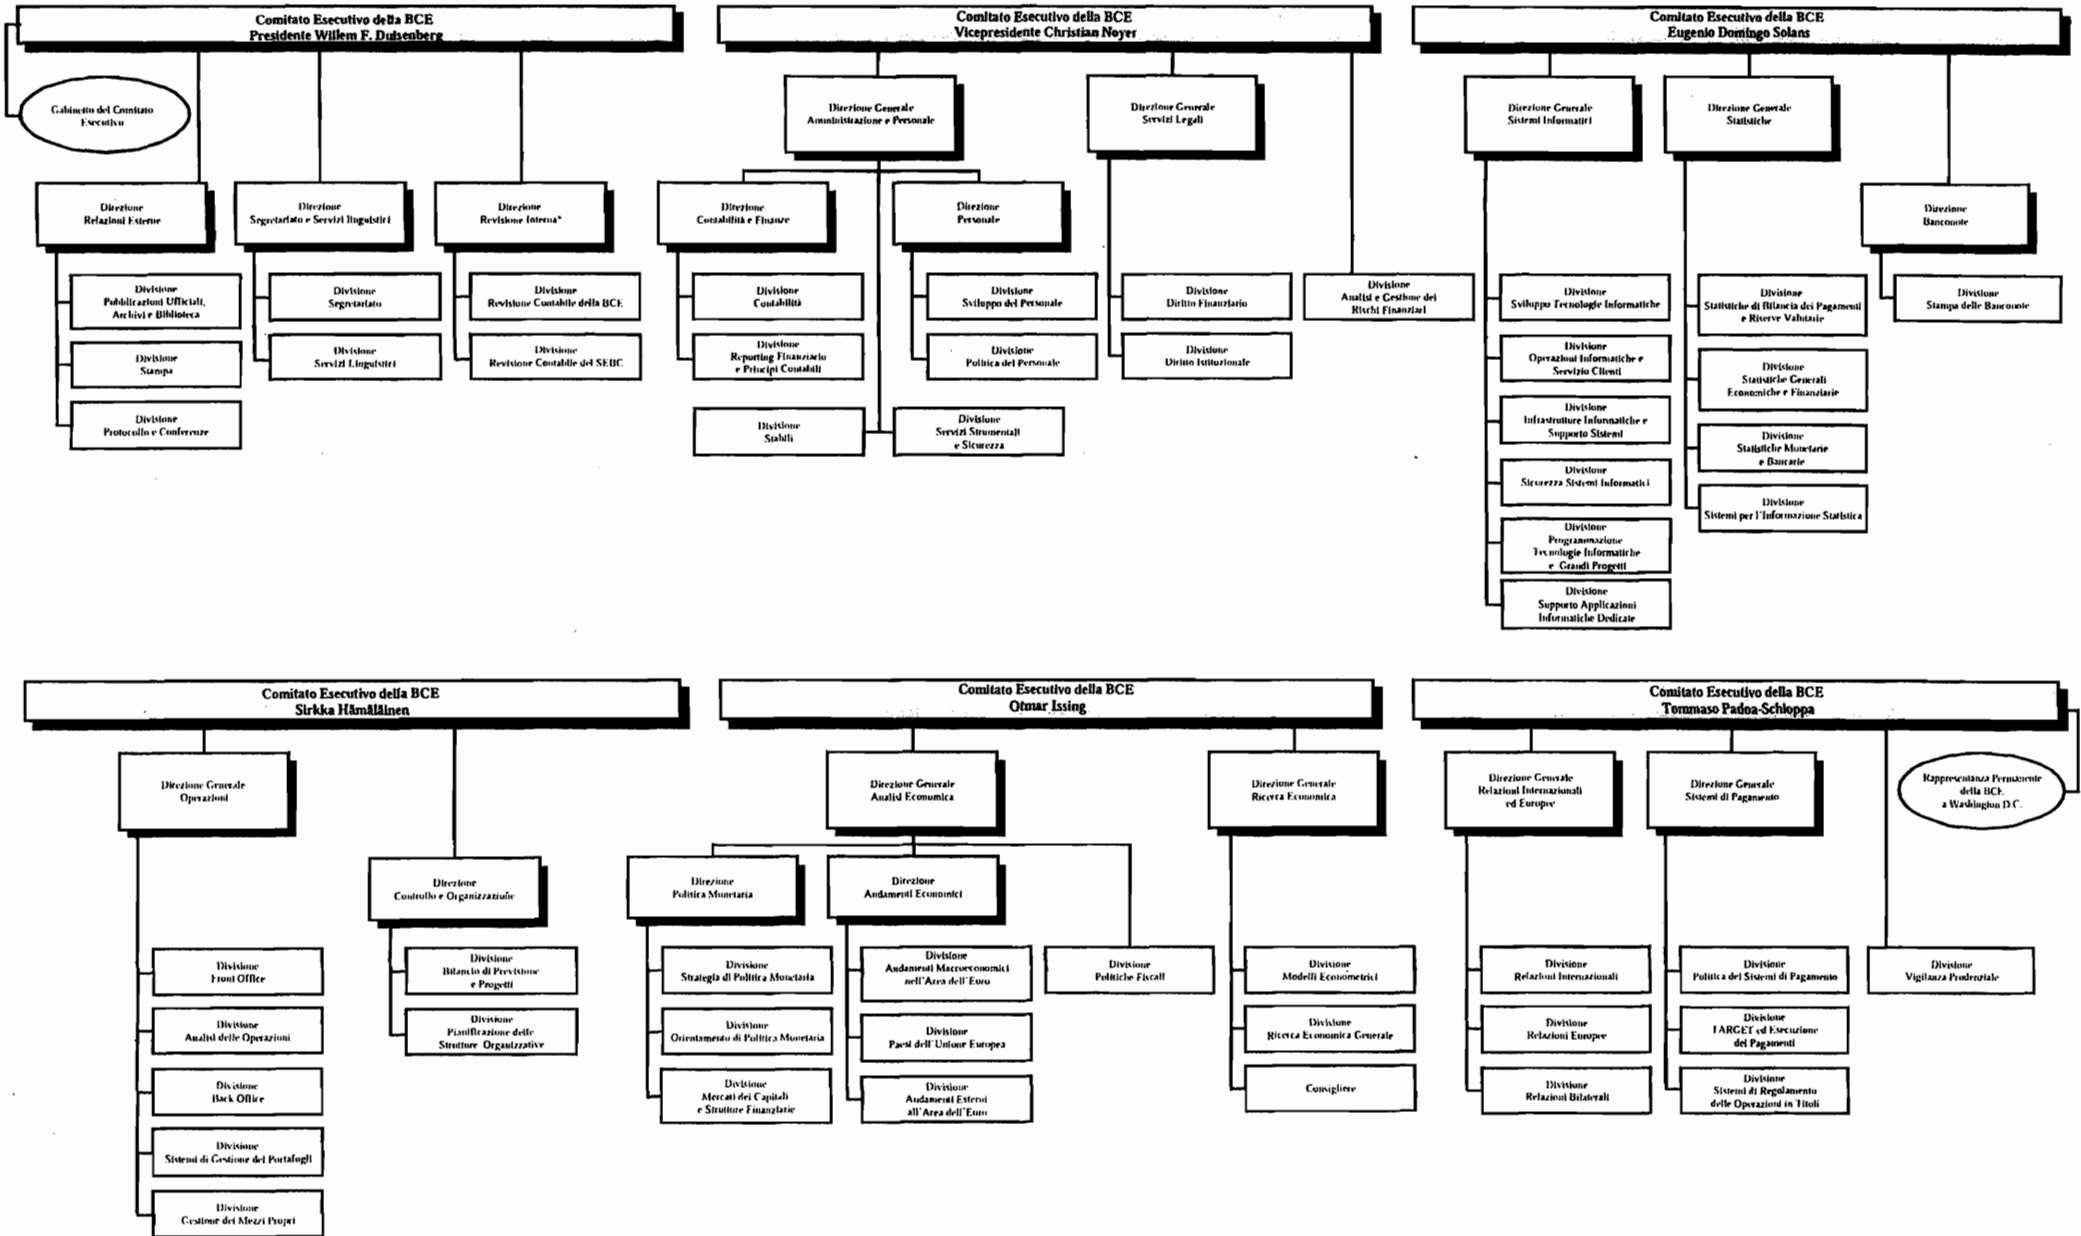 Comitato Esecutivo della BCE
Presidente Willem F. Duisenberg
Gabinetto del Comitato
Esecutivo
Direzione
Relazioni Esterne
Divisione
Pubblicazioni Ufficiali,
Archivi e Biblioteca
Divisione
Stampa
Divisione
Protocollo e Conferenze
Direzione
Segretariato e Servizi linguistici
Divisione
Segretariato
Divisione
Servizi Linguistici
Direzione
Revisione Interna*
Divisione
Revisione Contabile della BCE
Divisione
Revisione Contabile del SEBC
Comitato Esecutivo della BCE
Vicepresidente Christian Noyer
Direzione Generale
Amministrazione e Personale
Direzione
Contabilità e Finanze
Divisione
Contabilità
Divisione
Reporting Finanziario
e Principi Contabili
Direzione
Personale
Divisione
Sviluppo del Personale
Divisione
Politica del Personale
Divisione
Stabili
Divisione
Servizi Strumentali
e Sicurezza
Direzione Generale
Servizi Legali
Divisione
Diritto Finanziario
Divisione
Diritto Istituzionale
Divisione
Analisi e Gestione dei
Rischi Finanziari
Comitato Esecutivo della BCE
Eugenio Domingo Solans
Direzione Generale
Sistemi Informatici
Divisione
Sviluppo Tecnologie Informatiche
Divisione
Operazioni Informatiche e
Servizio Clienti
Divisione
Infrastrutture Informatiche e
Supporto Sistemi
Divisione
Sicurezza Sistemi Informatici
Divisione
Programmazione
Tecnologie Informatiche
e Grandi Progetti
Divisione
Supporto Applicazioni
Informatiche Dedicate
Direzione Generale
Statistiche
Divisione
Statistiche di Bilancia dei Pagamenti
e Riserve Valutarie
Divisione
Statistiche Generali
Economiche e Finanziarie
Divisione
Statistiche Monetarie
e Bancarie
Divisione
Sistemi per l'Informazione Statistica
Direzione
Banconote
Divisione
Stampa delle Banconote
Comitato Esecutivo della BCE
Sirkka Hämäläinen
Direzione Generale
Operazioni
Divisione
Front Office
Divisione
Analisi delle Operazioni
Divisione
Back Office
Divisione
Sistemi di Gestione dei Portafogli
Divisione
Gestione dei Mezzi Propri
Direzione
Controllo e Organizzazione
Divisione
Bilancio di Previsione
e Progetti
Divisione
Pianificazione delle
Strutture Organizzative
Comitato Esecutivo della BCE
Otmar Issing
Direzione Generale
Analisi Economica
Direzione
Politica Monetaria
Divisione
Strategia di Politica Monetaria
Divisione
Orientamento di Politica Monetaria
Divisione
Mercati dei Capitali
e Strutture Finanziarie
Direzione
Andamenti Economici
Divisione
Andamenti Macroeconomici
nell'Area dell'Euro
Divisione
Paesi dell'Unione Europea
Divisione
Andamenti Esterni
all'Area dell'Euro
Divisione
Politiche Fiscali
Direzione Generale
Ricerca Economica
Divisione
Modelli Econometrici
Divisione
Ricerca Economica Generale
Consigliere
Comitato Esecutivo della BCE
Tommaso Padoa-Schioppa
Direzione Generale
Relazioni Internazionali
ed Europee
Divisione
Relazioni Internazionali
Divisione
Relazioni Europee
Divisione
Relazioni Bilaterali
Direzione Generale
Sistemi di Pagamento
Divisione
Politica dei Sistemi di Pagamento
Divisione
TARGET ed Esecuzione
dei Pagamenti
Divisione
Sistemi di Regolamento
delle Operazioni in Titoli
Divisione
Vigilanza Prudenziale
Rappresentanza Permanente
della BCE
a Washington D.C.